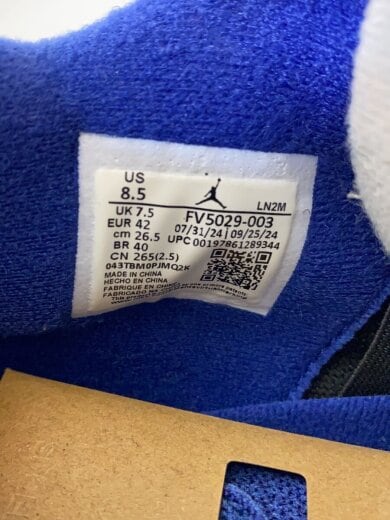 US
8.5
LN2M
UK 7.5
FV5029-003
EUR 42
07/31/24 | 09/25/24
cm 26.5
UPC 00197861289344
BR 40
CN 265(2.5)
043TBM0PJMQ2K
MADE IN CHINA
HECHO EN CHINA
FABRIQUE EN CHINE
FABRICADO NA CHINA